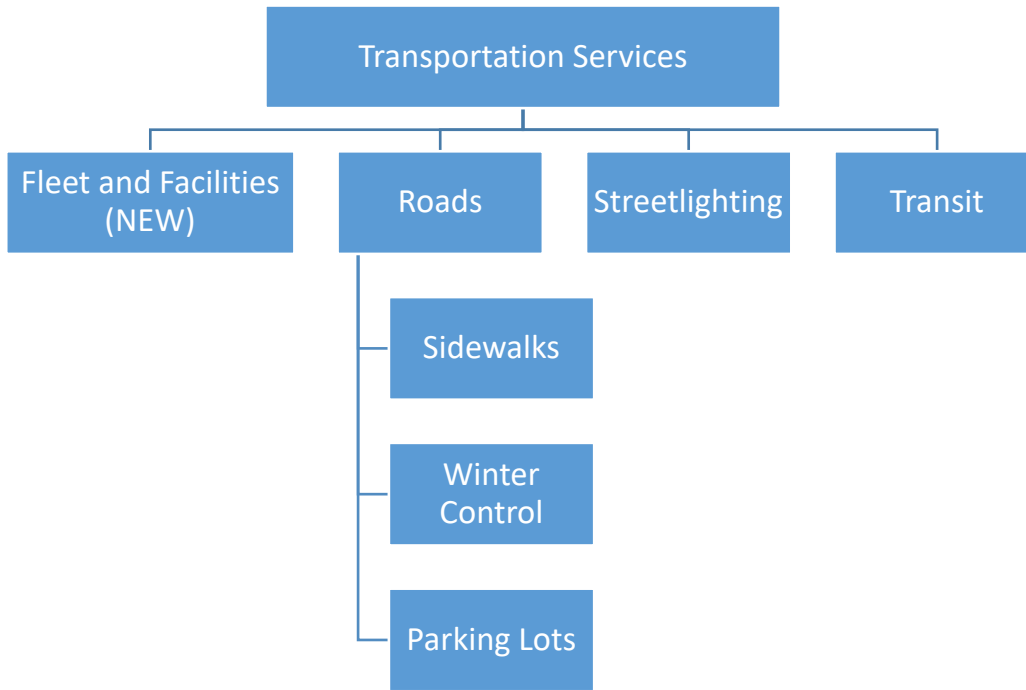 Transportation Services
Fleet and Facilities
(NEW)
Roads
Streetlighting
Transit
Sidewalks
Winter
Control
Parking Lots